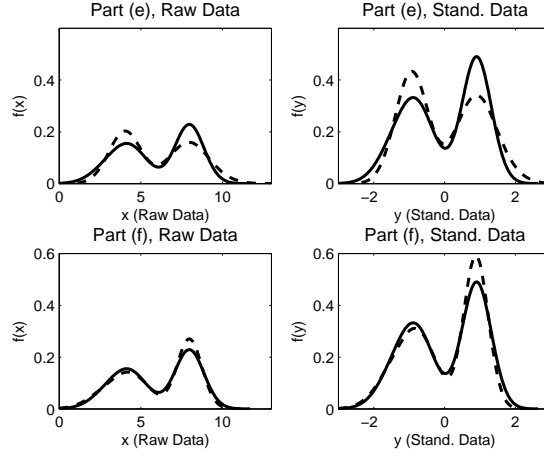 Part (e), Raw Data
f(x)
0.4
0.2
0
0 5 10
x (Raw Data)
Part (e), Stand. Data
f(y)
0.4
0.2
0
−2 0 2
y (Stand. Data)
Part (f), Raw Data
f(x)
0.6
0.4
0.2
0
0 5 10
x (Raw Data)
Part (f), Stand. Data
f(y)
0.6
0.4
0.2
0
−2 0 2
y (Stand. Data)